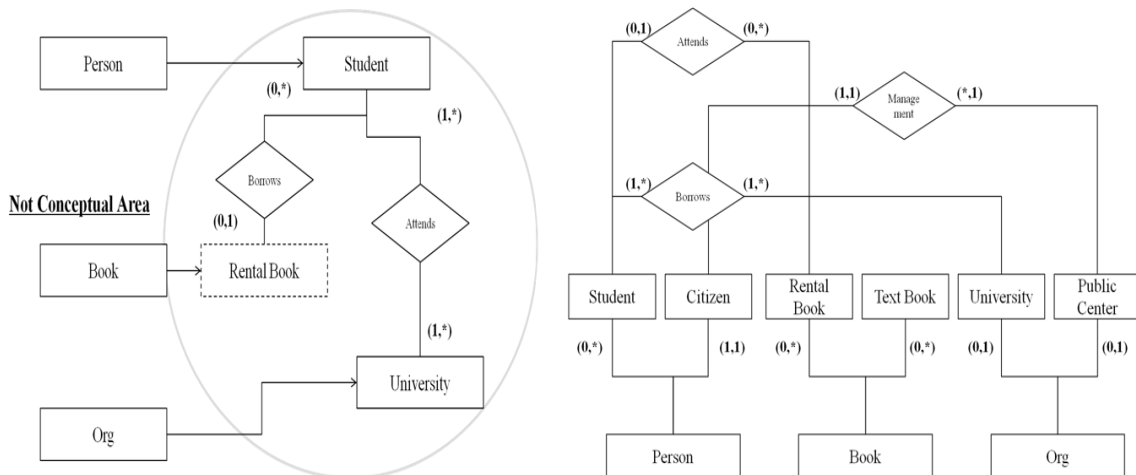 Person
Student
(0,*)
(1,*)
Borrows
Not Conceptual Area
Attends
(0,1)
Book
Rental Book
(1,*)
University
Org
(0,1)
Attends
(0,*)
(1,1)
Manage
ment
(*,1)
(1,*)
Borrows
(1,*)
Student
Citizen
Rental
Book
Text Book
University
Public
Center
(0,*)
(1,1)
(0,*)
(0,*)
(0,1)
(0,1)
Person
Book
Org